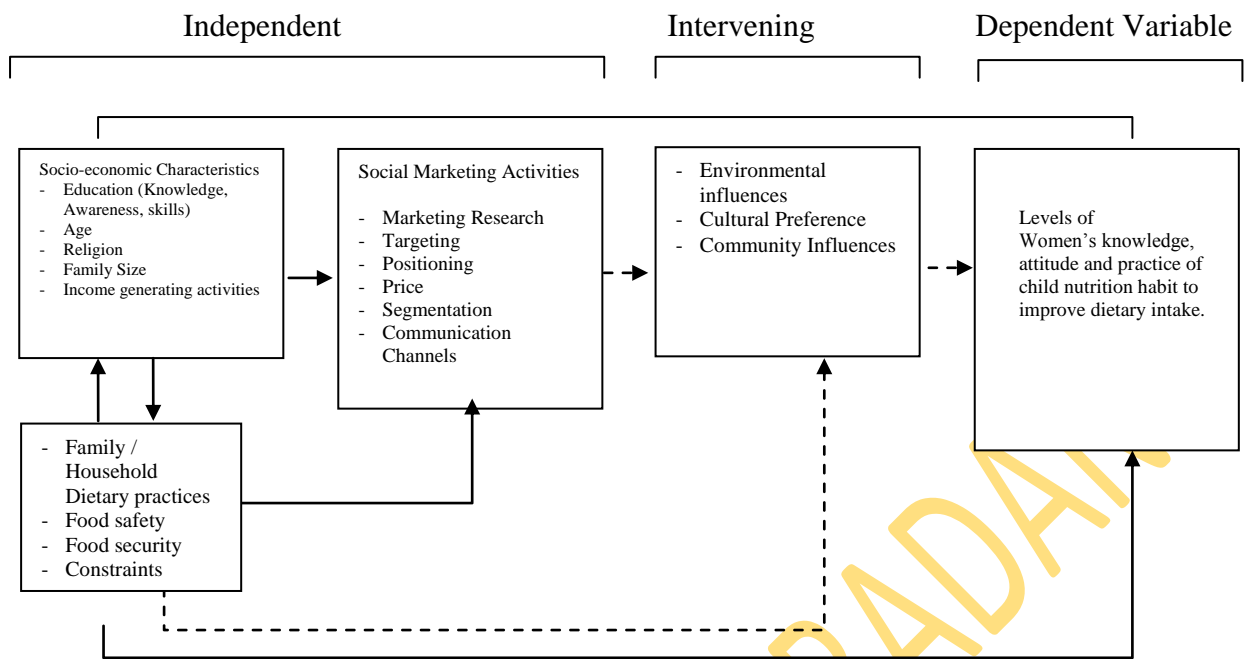 Independent
Intervening
Dependent Variable
Socio-economic Characteristics
- Education (Knowledge,
Awareness, skills)
- Age
- Religion
- Family Size
- Income generating activities
Social Marketing Activities
- Marketing Research
- Targeting
- Positioning
- Price
- Segmentation
- Communication
Channels
- Environmental
influences
- Cultural Preference
- Community Influences
Levels of
Women’s knowledge,
attitude and practice of
child nutrition habit to
improve dietary intake.
- Family /
Household
Dietary practices
- Food safety
- Food security
- Constraints